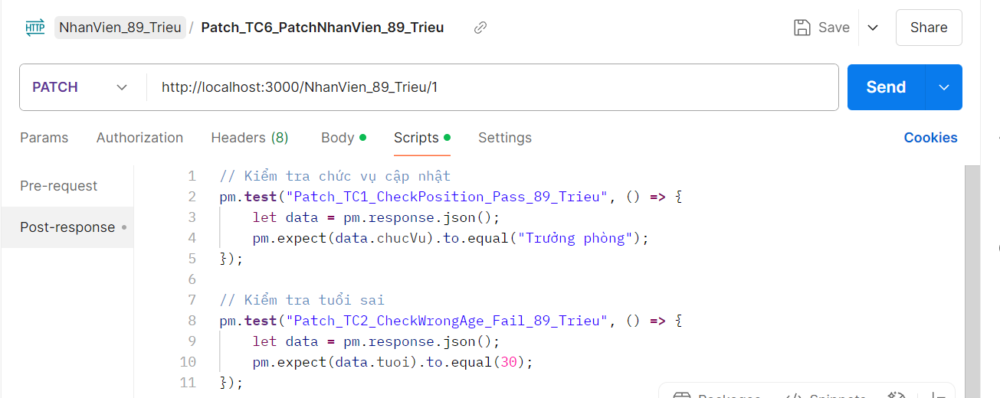 HTTP NhanVien_89_Trieu / Patch_TC6_PatchNhanVien_89_Trieu Save Share
PATCH http://localhost:3000/NhanVien_89_Trieu/1 Send
Params Authorization Headers (8) Body Scripts Settings Cookies
Pre-request
Post-response
1 // Kiểm tra chức vụ cập nhật
2 pm.test("Patch_TC1_CheckPosition_Pass_89_Trieu", () => {
3 let data = pm.response.json();
4 pm.expect(data.chucVu).to.equal("Trưởng phòng");
5 });
6
7 // Kiểm tra tuổi sai
8 pm.test("Patch_TC2_CheckWrongAge_Fail_89_Trieu", () => {
9 let data = pm.response.json();
10 pm.expect(data.tuoi).to.equal(30);
11 });
Packages Snippets